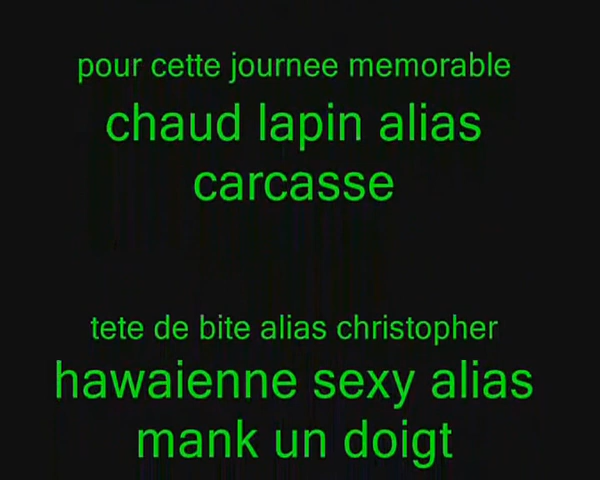 pour cette journee memorable
chaud lapin alias
carcasse
tete de bite alias christopher
hawaienne sexy alias
mank un doigt